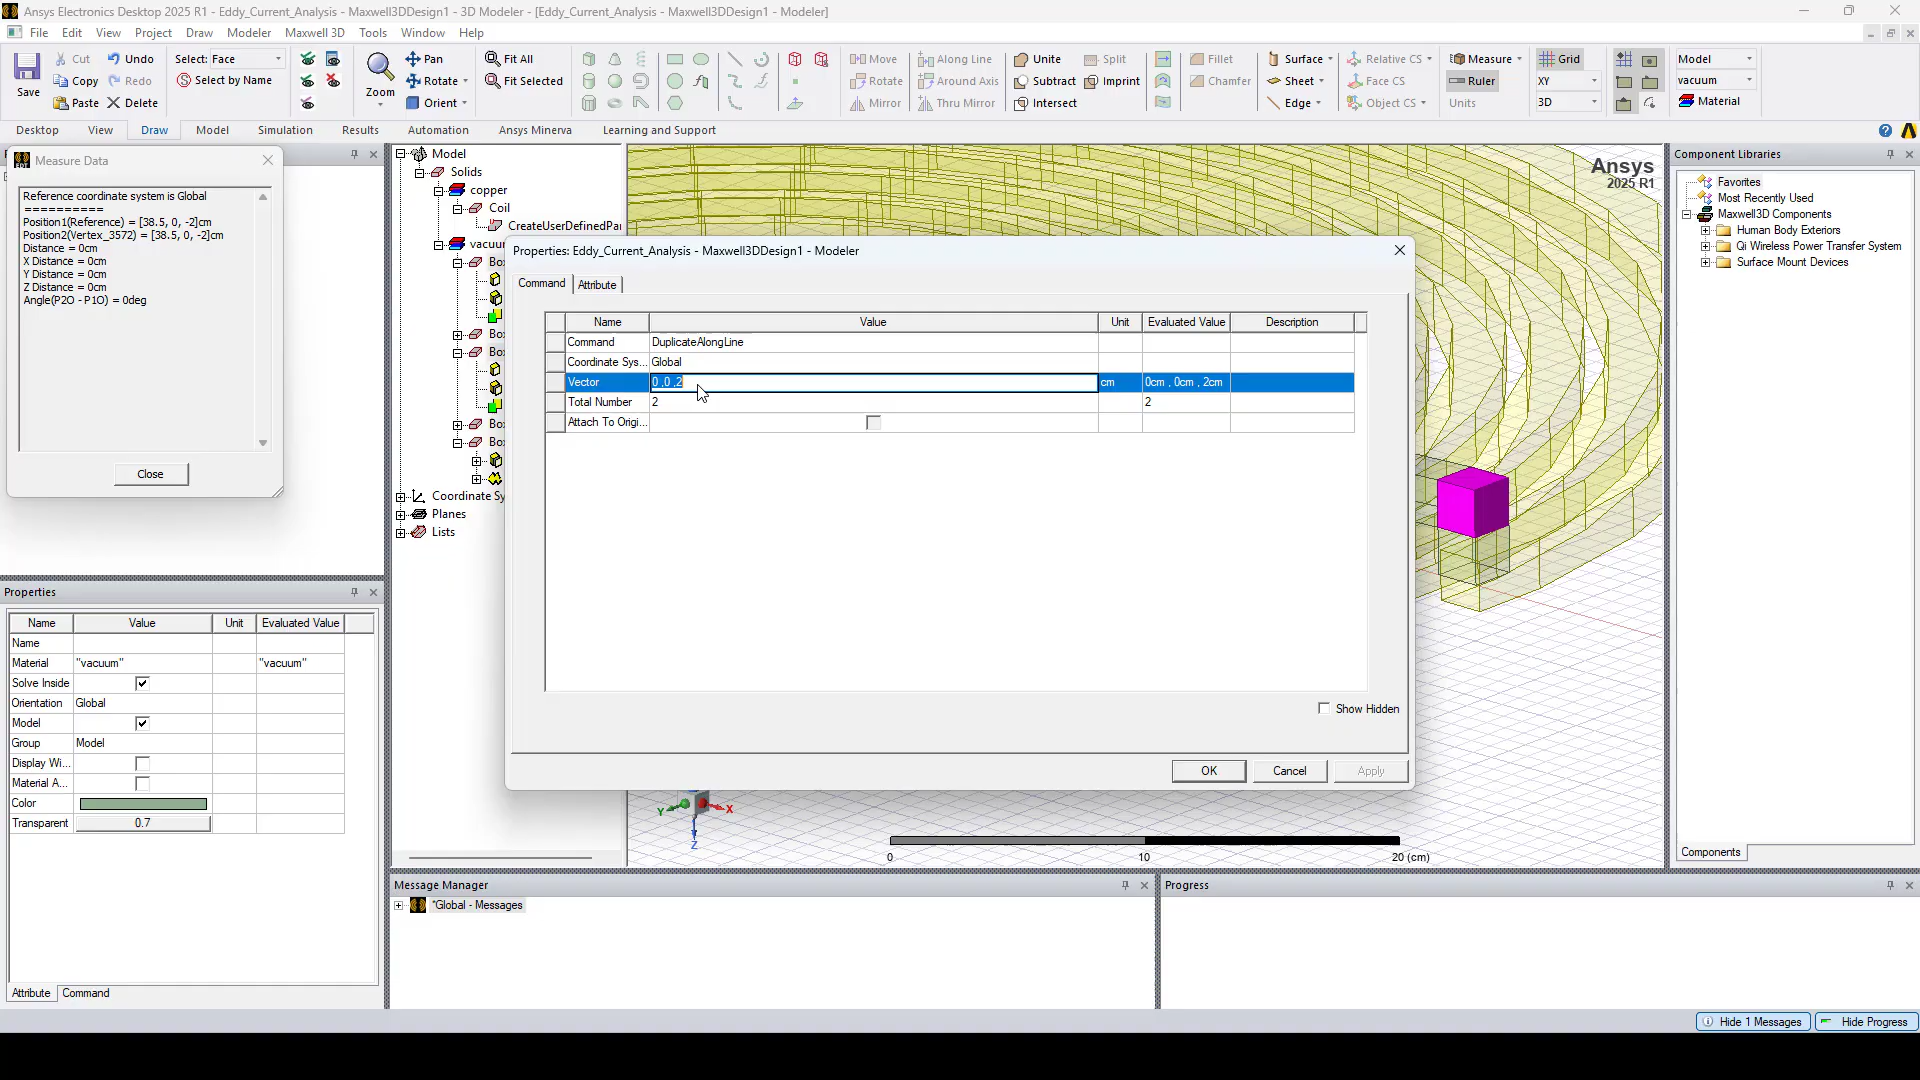 Ansys Electronics Desktop 2025 R1 - Eddy_Current_Analysis - Maxwell3DDesign1 - 3D Modeler - [Eddy_Current_Analysis - Maxwell3DDesign1 - Modeler]
File Edit View Project Draw Modeler Maxwell 3D Tools Window Help
Save
Cut
Copy
Paste
Undo
Redo
Delete
Select: Face
Select by Name
Zoom
Pan
Rotate
Orient
Fit All
Fit Selected
Move
Rotate
Mirror
Along Line
Around Axis
Thru Mirror
Unite
Subtract
Intersect
Split
Imprint
Fillet
Chamfer
Surface
Sheet
Edge
Relative CS
Face CS
Object CS
Measure
Ruler
Units
Grid
XY
3D
Model
vacuum
Material
Desktop View Draw Model Simulation Results Automation Ansys Minerva Learning and Support
Measure Data
Reference coordinate system is Global
==========
Position1(Reference) = [38.5, 0, -2]cm
Position2(Vertex_3572) = [38.5, 0, -2]cm
Distance = 0cm
X Distance = 0cm
Y Distance = 0cm
Z Distance = 0cm
Angle(P2O - P1O) = 0deg
Close
Model
Solids
copper
Coil
CreateUserDefinedPa
vacuu
Bo
Bo
Bo
Bo
Bo
Coordinate Sy
Planes
Lists
Properties: Eddy_Current_Analysis - Maxwell3DDesign1 - Modeler
Command Attribute
Name Value Unit Evaluated Value Description
Command DuplicateAlongLine
Coordinate Sys... Global
Vector 0 ,0 ,2 cm 0cm , 0cm , 2cm
Total Number 2 2
Attach To Origi...
Show Hidden
OK Cancel Apply
Ansys
2025 R1
Y X
Z
0 10 20 (cm)
Component Libraries
Favorites
Most Recently Used
Maxwell3D Components
Human Body Exteriors
Qi Wireless Power Transfer System
Surface Mount Devices
Components
Properties
Name Value Unit Evaluated Value
Name
Material "vacuum" "vacuum"
Solve Inside
Orientation Global
Model
Group Model
Display Wi...
Material A...
Color
Transparent 0.7
Attribute Command
Message Manager
*Global - Messages
Progress
Hide 1 Messages Hide Progress